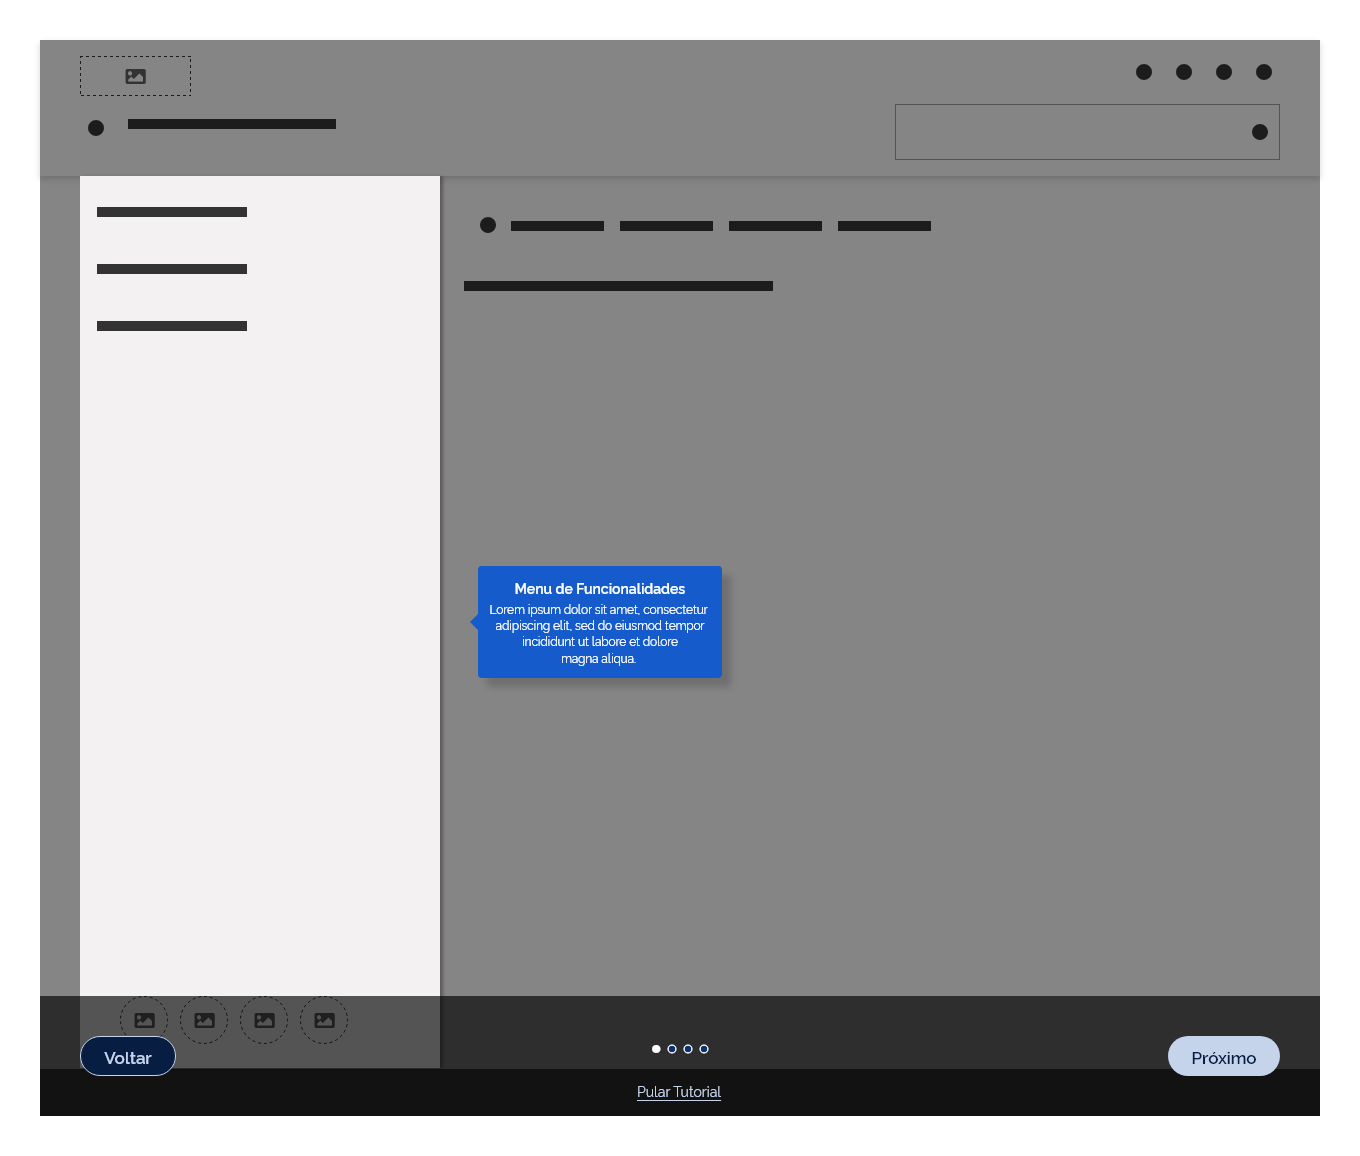 Menu de Funcionalidades
Lorem ipsum dolor sit amet, consectetur
adipiscing elit, sed do eiusmod tempor
incididunt ut labore et dolore
magna aliqua.
Voltar
Próximo
Pular Tutorial